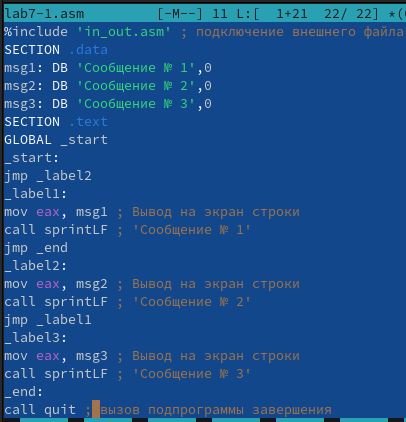 lab7-1.asm [-M--] 11 L:[ 1+21 22/ 22] *(
%include 'in_out.asm' ; подключение внешнего файла
SECTION .data
msg1: DB 'Сообщение № 1',0
msg2: DB 'Сообщение № 2',0
msg3: DB 'Сообщение № 3',0
SECTION .text
GLOBAL _start
_start:
jmp _label2
_label1:
mov eax, msg1 ; Вывод на экран строки
call sprintLF ; 'Сообщение № 1'
jmp _end
_label2:
mov eax, msg2 ; Вывод на экран строки
call sprintLF ; 'Сообщение № 2'
jmp _label1
_label3:
mov eax, msg3 ; Вывод на экран строки
call sprintLF ; 'Сообщение № 3'
_end:
call quit ; вызов подпрограммы завершения